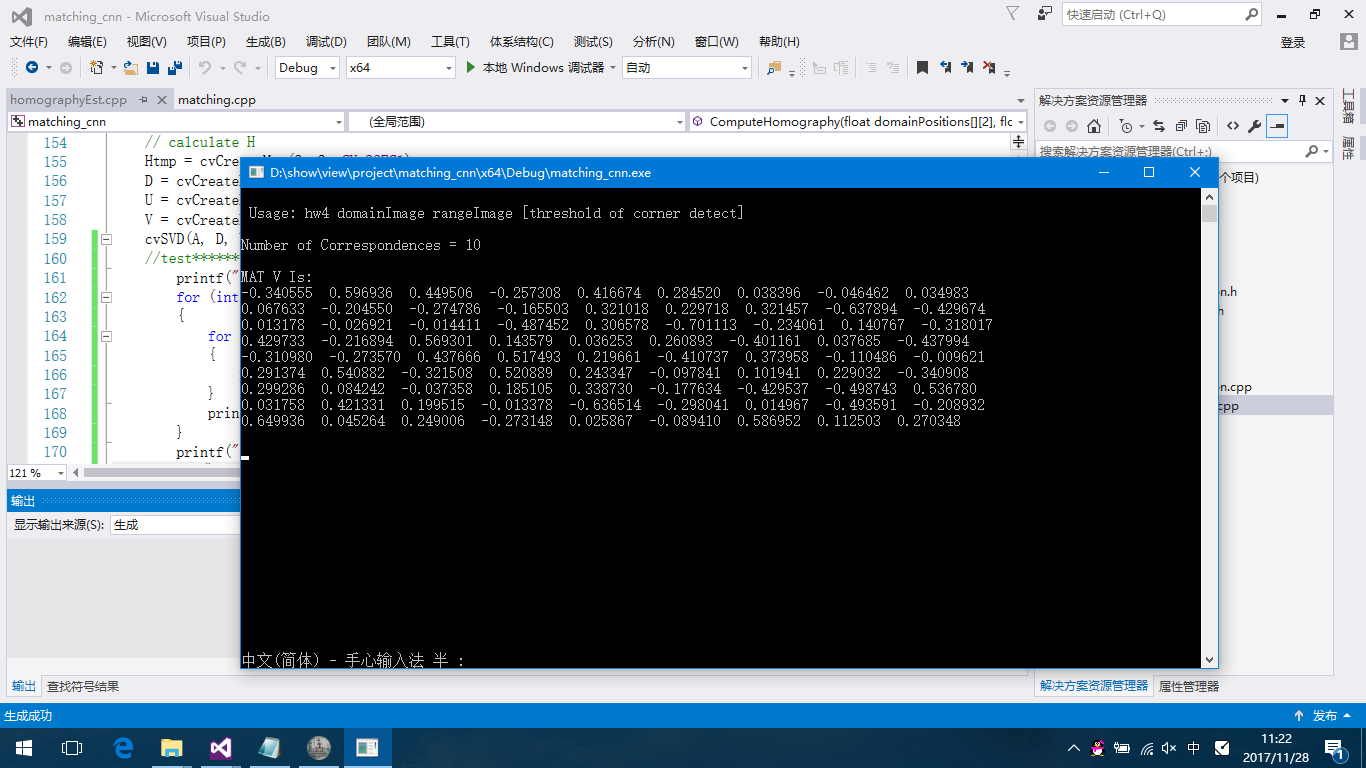 matching_cnn - Microsoft Visual Studio
快速启动 (Ctrl+Q)
文件(F) 编辑(E) 视图(V) 项目(P) 生成(B) 调试(D) 团队(M) 工具(T) 体系结构(C) 测试(S) 分析(N) 窗口(W) 帮助(H)
登录
Debug x64 本地 Windows 调试器 自动
homographyEst.cpp matching.cpp
matching_cnn (全局范围) ComputeHomography(float domainPositions[][2], flo
解决方案资源管理器
搜索解决方案资源管理器(Ctrl+;)
工具箱
属性
个项目)
on.h
h
on.cpp
cpp
154 // calculate H
155 Htmp = cvCrea
156 D = cvCreate
157 U = cvCreate
158 V = cvCreate
159 cvSVD(A, D,
160 //test*******
161 printf("
162 for (int
163 {
164 for
165 {
166
167 }
168 prin
169 }
170 printf("
121 %
D:\show\view\project\matching_cnn\x64\Debug\matching_cnn.exe
Usage: hw4 domainImage rangeImage [threshold of corner detect]
Number of Correspondences = 10
MAT V Is:
-0.340555 0.596936 0.449506 -0.257308 0.416674 0.284520 0.038396 -0.046462 0.034983
0.067633 -0.204550 -0.274786 -0.165503 0.321018 0.229718 0.321457 -0.637894 -0.429674
0.013178 -0.026921 -0.014411 -0.487452 0.306578 -0.701113 -0.234061 0.140767 -0.318017
0.429733 -0.216894 0.569301 0.143579 0.036253 0.260893 -0.401161 0.037685 -0.437994
-0.310980 -0.273570 0.437666 0.517493 0.219661 -0.410737 0.373958 -0.110486 -0.009621
0.291374 0.540882 -0.321508 0.520889 0.243347 -0.097841 0.101941 0.229032 -0.340908
0.299286 0.084242 -0.037358 0.185105 0.338730 -0.177634 -0.429537 -0.498743 0.536780
0.031758 0.421331 0.199515 -0.013378 -0.636514 -0.298041 0.014967 -0.493591 -0.208932
0.649936 0.045264 0.249006 -0.273148 0.025867 -0.089410 0.586952 0.112503 0.270348
中文(简体) - 手心输入法 半 :
输出
显示输出来源(S): 生成
输出 查找符号结果
解决方案资源管理器 属性管理器
生成成功
发布
中
11:22
2017/11/28
1